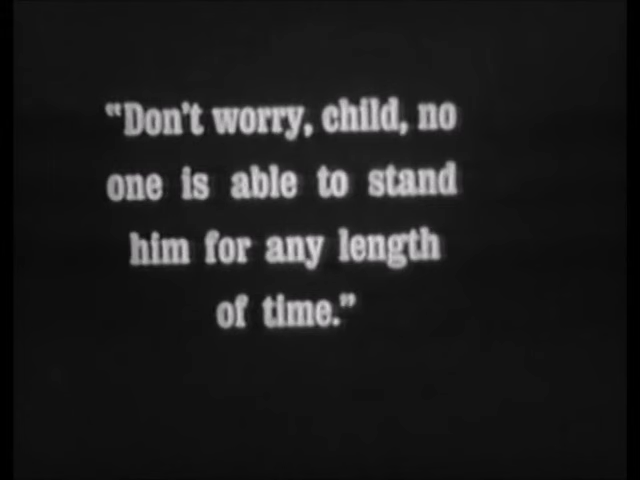 "Don't worry, child, no
one is able to stand
him for any length
of time."